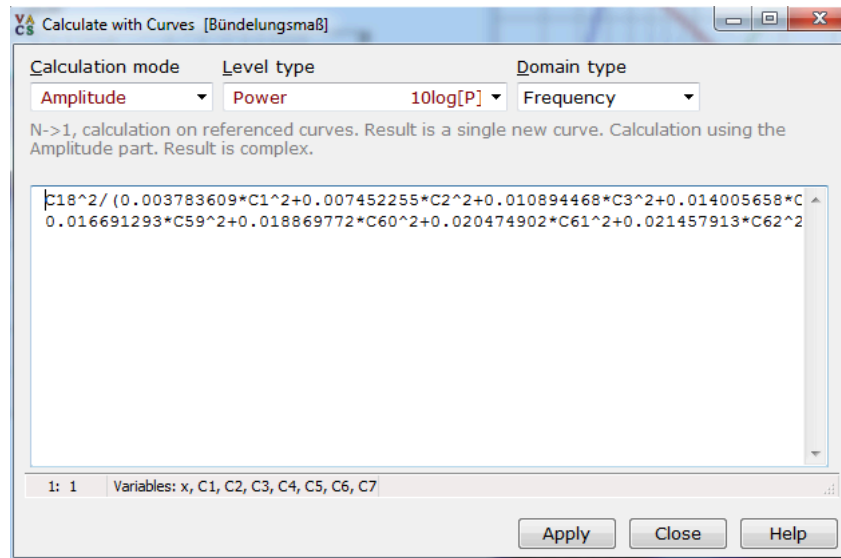 VACS Calculate with Curves [Bündelungsmaß]
Calculation mode Level type Domain type
Amplitude Power 10log[P] Frequency
N->1, calculation on referenced curves. Result is a single new curve. Calculation using the
Amplitude part. Result is complex.
C18^2/(0.003783609*C1^2+0.007452255*C2^2+0.010894468*C3^2+0.014005658*C
0.016691293*C59^2+0.018869772*C60^2+0.020474902*C61^2+0.021457913*C62^2
1: 1 Variables: x, C1, C2, C3, C4, C5, C6, C7
Apply Close Help